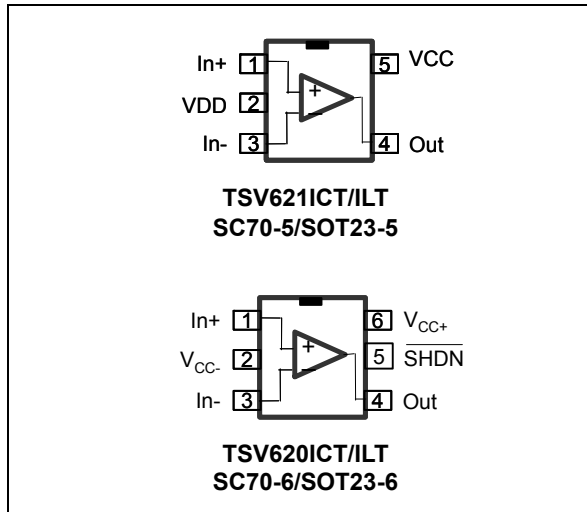 In+ 1 5 VCC
VDD 2 +
In- 3 4 Out
TSV621ICT/ILT
SC70-5/SOT23-5
In+ 1 6 VCC+
VCC- 2 + 5 SHDN
In- 3 4 Out
TSV620ICT/ILT
SC70-6/SOT23-6